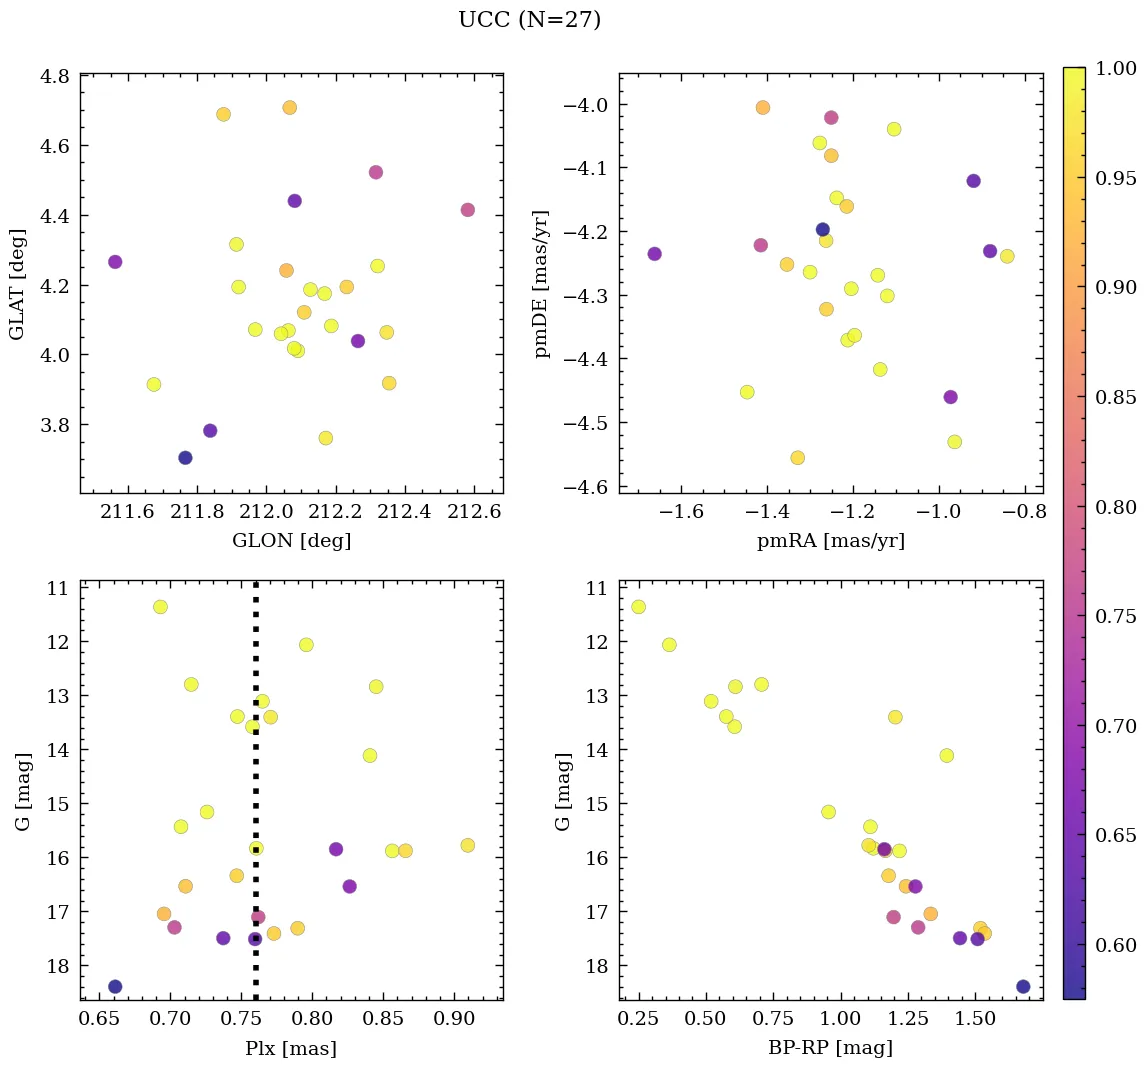 UCC (N=27)
4.8
4.6
4.4
4.2
4.0
3.8
GLAT [deg]
211.6 211.8 212.0 212.2 212.4 212.6
GLON [deg]
−4.0
−4.1
−4.2
−4.3
−4.4
−4.5
−4.6
pmDE [mas/yr]
−1.6 −1.4 −1.2 −1.0 −0.8
pmRA [mas/yr]
11
12
13
14
15
16
17
18
G [mag]
0.65 0.70 0.75 0.80 0.85 0.90
Plx [mas]
11
12
13
14
15
16
17
18
G [mag]
0.25 0.50 0.75 1.00 1.25 1.50
BP-RP [mag]
1.00
0.95
0.90
0.85
0.80
0.75
0.70
0.65
0.60